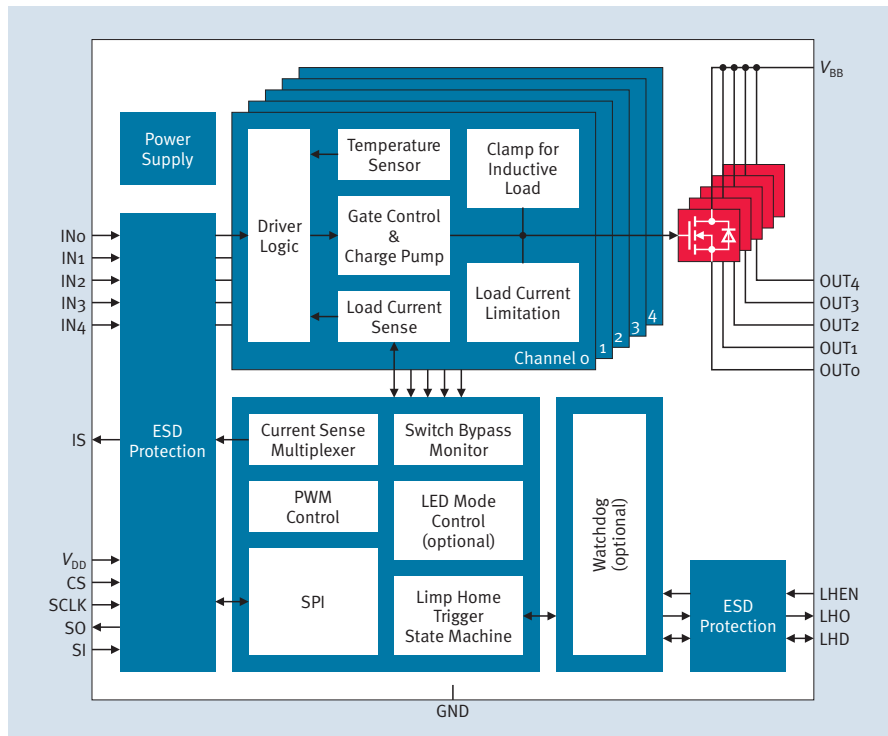 V_BB
Power
Supply
Temperature
Sensor
Clamp for
Inductive
Load
Driver
Logic
Gate Control
&
Charge Pump
Load Current
Sense
Load Current
Limitation
Channel 0
1
2
3
4
IN0
IN1
IN2
IN3
IN4
OUT4
OUT3
OUT2
OUT1
OUT0
ESD
Protection
IS
Current Sense
Multiplexer
Switch Bypass
Monitor
PWM
Control
LED Mode
Control
(optional)
SPI
Limp Home
Trigger
State Machine
Watchdog
(optional)
V_DD
CS
SCLK
SO
SI
ESD
Protection
LHEN
LHO
LHD
GND